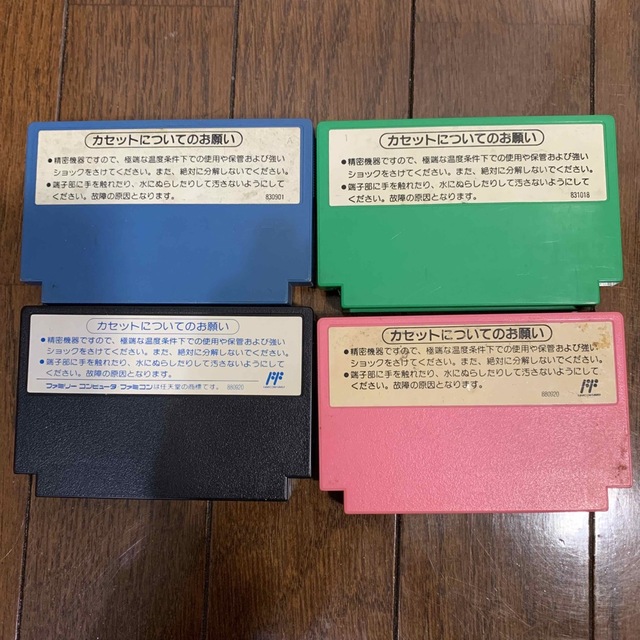 カセットについてのお願い
●精密機器ですので、極端な温度条件下での使用や保管および強い
ショックをさけてください。また、絶対に分解しないでください。
●端子部に手を触れたり、水にぬらしたりして汚さないようにして
ください。故障の原因となります。
830901
カセットについてのお願い
●精密機器ですので、極端な温度条件下での使用や保管および強い
ショックをさけてください。また、絶対に分解しないでください。
●端子部に手を触れたり、水にぬらしたりして汚さないようにして
ください。故障の原因となります。
831018
カセットについてのお願い
●精密機器ですので、極端な温度条件下での使用や保管および強い
ショックをさけてください。また、絶対に分解しないでください。
●端子部に手を触れたり、水にぬらしたりして汚さないようにして
ください。故障の原因となります。
ファミリーコンピュータ・ファミコンは任天堂の商標です。 880920
カセットについてのお願い
●精密機器ですので、極端な温度条件下での使用や保管および強い
ショックをさけてください。また、絶対に分解しないでください。
●端子部に手を触れたり、水にぬらしたりして汚さないようにして
ください。故障の原因となります。
880920